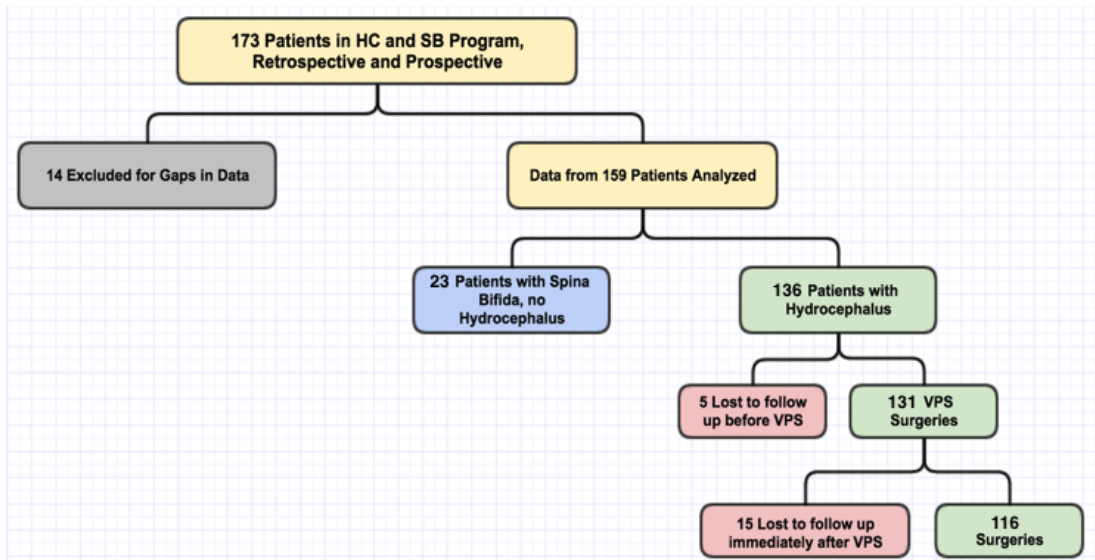 173 Patients in HC and SB Program,
Retrospective and Prospective
14 Excluded for Gaps in Data
Data from 159 Patients Analyzed
23 Patients with Spina
Bifida, no
Hydrocephalus
136 Patients with
Hydrocephalus
5 Lost to follow
up before VPS
131 VPS
Surgeries
15 Lost to follow up
immediately after VPS
116
Surgeries